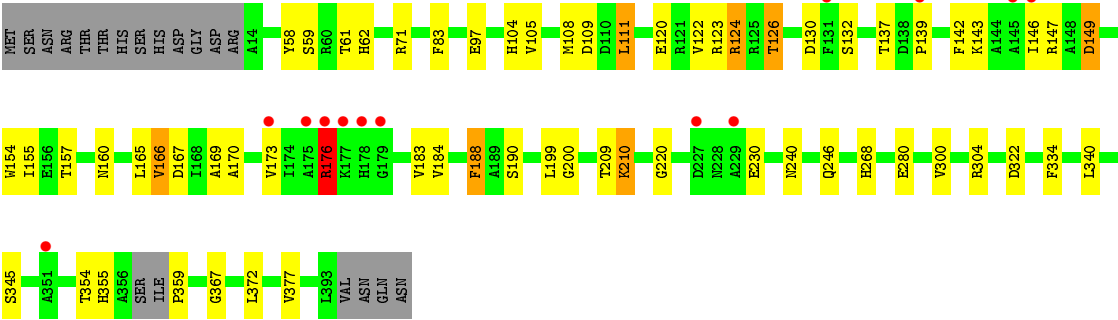 MET SER ASN ARG THR THR HIS SER HIS ASP GLY ASP ARG A14 Y58 S59 R60 T61 H62 R71 F83 E97 H104 V105 M108 D109 D110 L111 E120 R121 V122 R123 R124 R125 T126 D130 F131 S132 T137 D138 P139 F142 K143 A144 A145 I146 R147 A148 D149
W154 I155 E156 T157 N160 L165 V166 D167 I168 A169 A170 V173 I174 A175 R176 K177 H178 G179 V183 V184 F188 A189 S190 L199 G200 T209 K210 G220 D227 N228 A229 E230 N240 Q246 H268 E280 V300 R304 D322 F334 L340
S345 A351 T354 H355 A356 SER ILE P359 G367 L372 V377 L393 VAL ASN GLN ASN